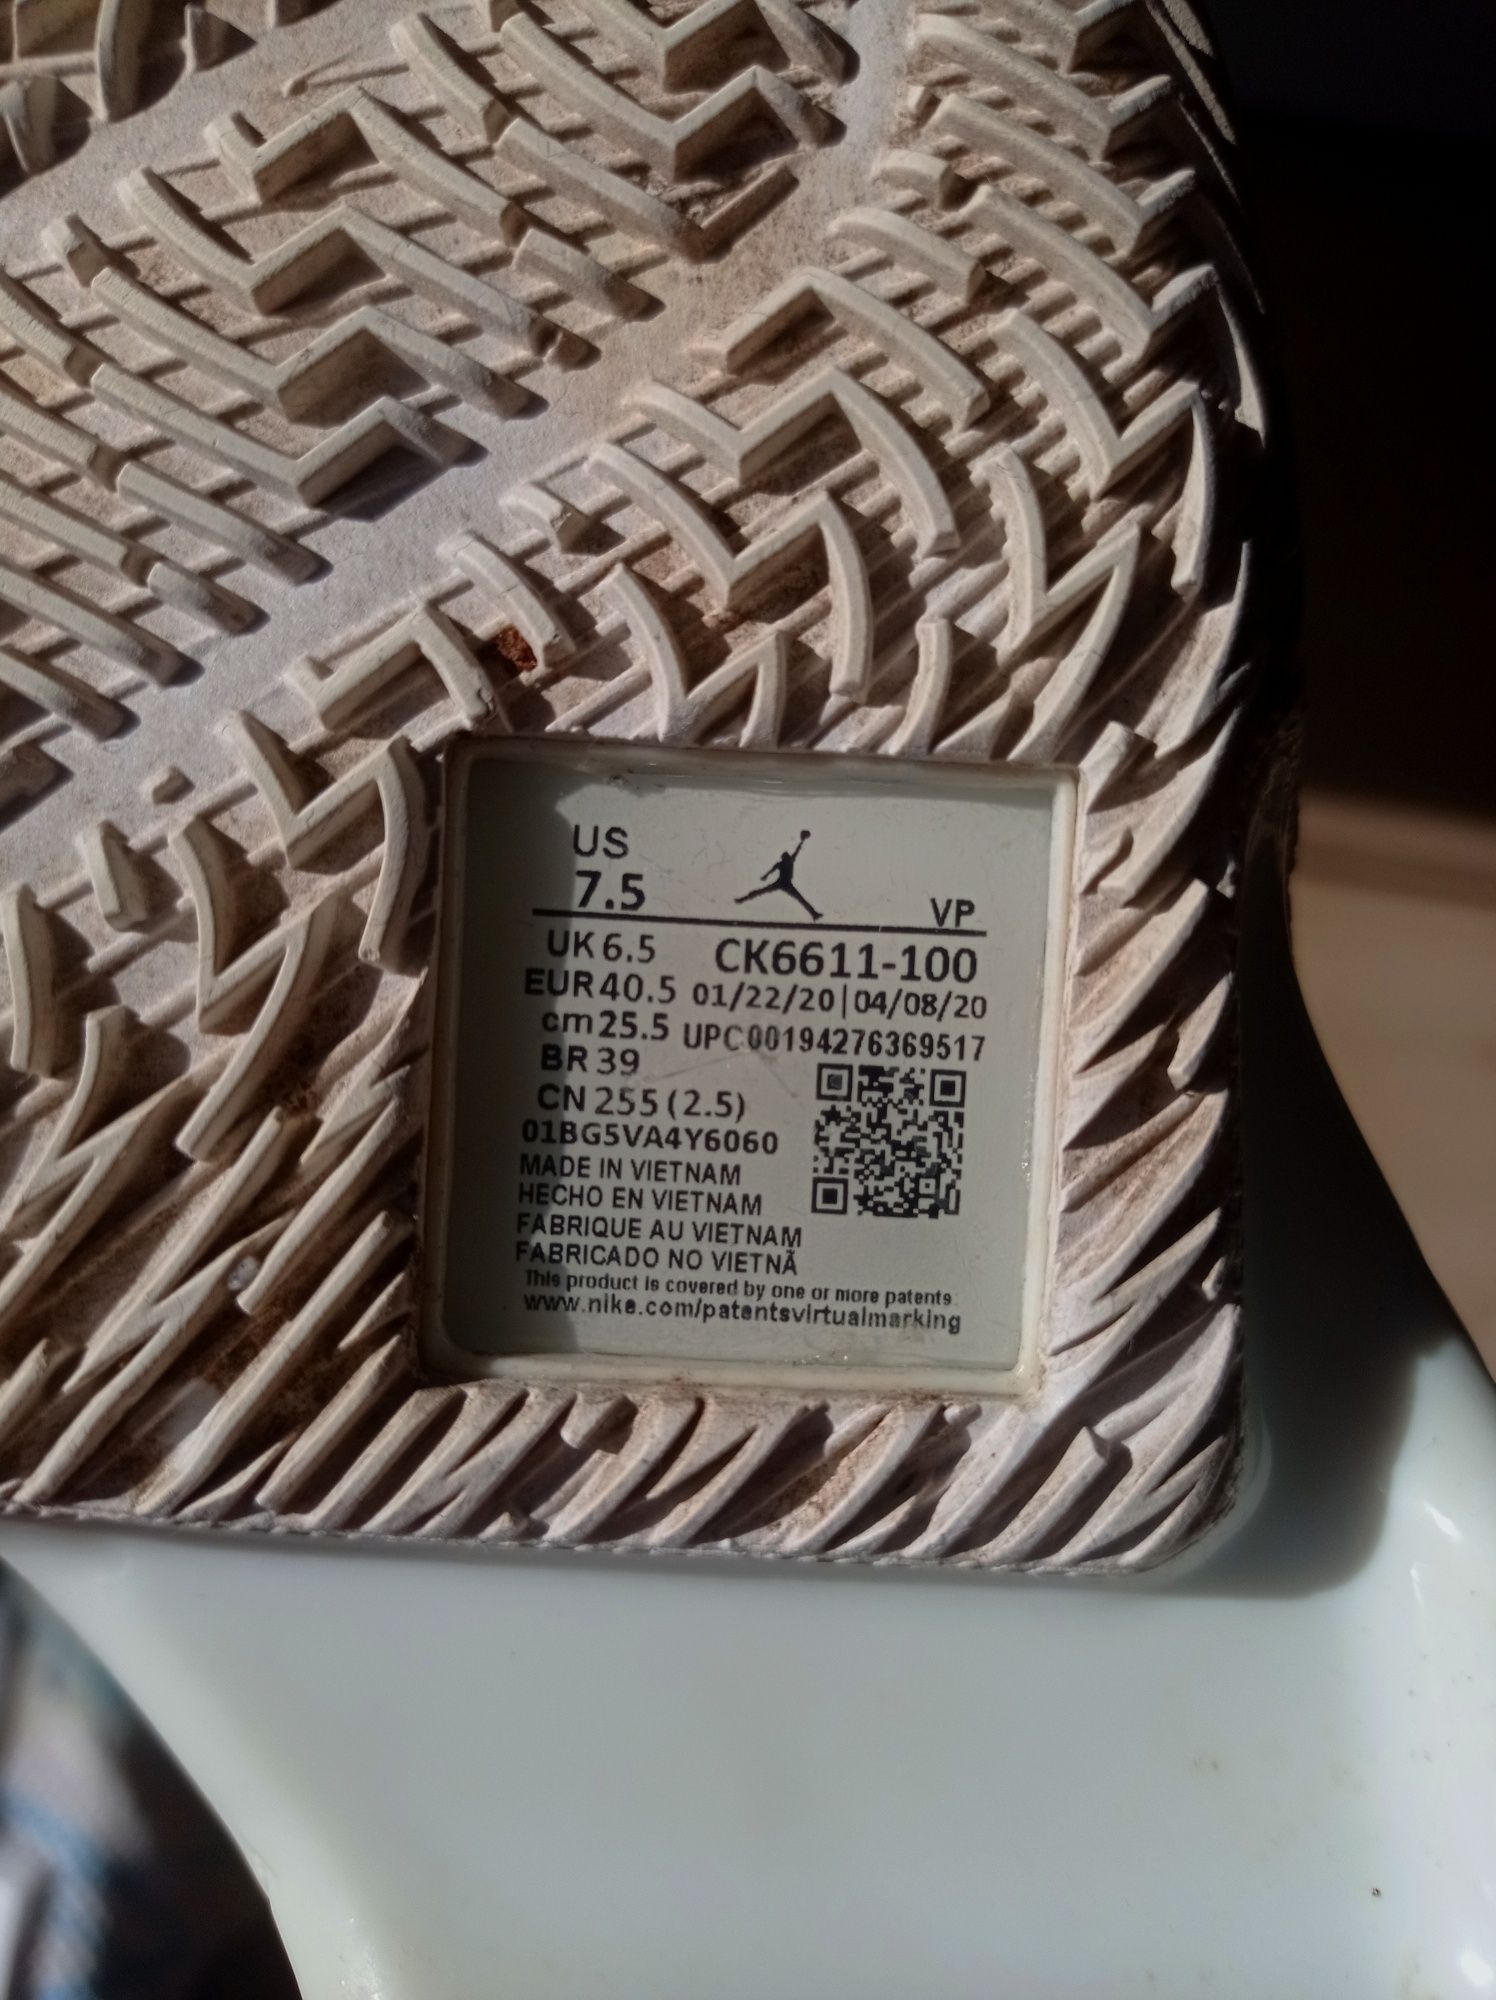 US
7.5
VP
UK 6.5 CK6611-100
EUR 40.5 01/22/20|04/08/20
cm 25.5 UPC00194276369517
BR 39
CN 255 (2.5)
01BG5VA4Y6060
MADE IN VIETNAM
HECHO EN VIETNAM
FABRIQUE AU VIETNAM
FABRICADO NO VIETNÃ
This product is covered by one or more patents:
www.nike.com/patentsvirtualmarking